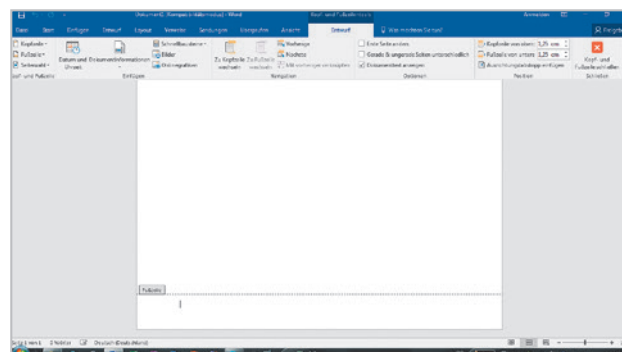 Dokument1 [Kompatibilitätsmodus] - Word
Kopf- und Fußzeilentools
Anmelden
Datei Start Einfügen Entwurf Layout Verweise Sendungen Überprüfen Ansicht Entwurf Was möchten Sie tun?
Kopfzeile Schnellbausteine Vorherige Erste Seite anders Kopfzeile von oben: 1,25 cm
Fußzeile Bilder Nächste Gerade & ungerade Seiten unterschiedlich Fußzeile von unten: 1,25 cm
Seitenzahl Datum und Uhrzeit Dokumentinformationen Onlinegrafiken Zu Kopfzeile wechseln Zu Fußzeile wechseln Mit vorheriger verknüpfen Dokumenttext anzeigen Ausrichtungstabstopp einfügen Kopf- und Fußzeile schließen
Kopf- und Fußzeile Einfügen Navigation Optionen Position Schließen
Fußzeile
Seite 1 von 1 0 Wörter Deutsch (Deutschland)